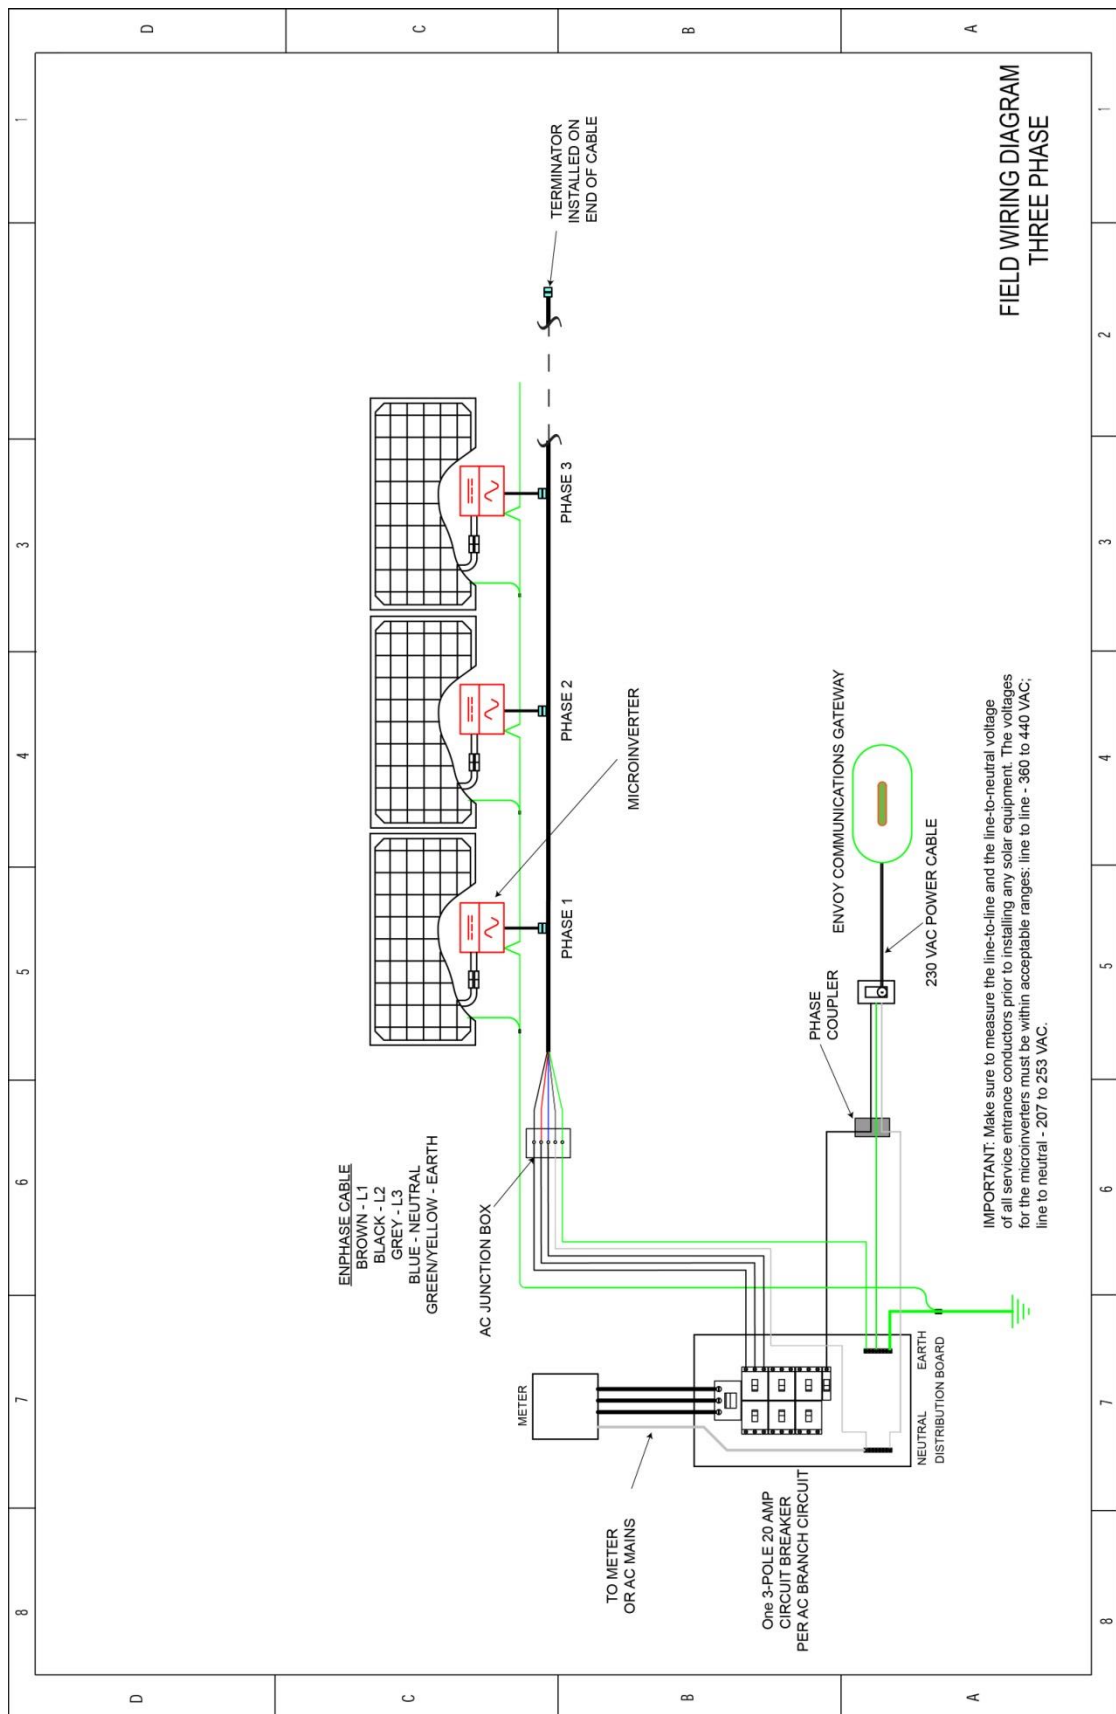 1
2
3
4
5
6
7
8
D
C
B
A
TERMINATOR
INSTALLED ON
END OF CABLE
PHASE 3
PHASE 2
PHASE 1
MICROINVERTER
ENPHASE CABLE
BROWN - L1
BLACK - L2
GREY - L3
BLUE - NEUTRAL
GREEN/YELLOW - EARTH
AC JUNCTION BOX
METER
TO METER
OR AC MAINS
One 3-POLE 20 AMP
CIRCUIT BREAKER
PER AC BRANCH CIRCUIT
NEUTRAL
EARTH
DISTRIBUTION BOARD
PHASE
COUPLER
ENVOY COMMUNICATIONS GATEWAY
230 VAC POWER CABLE
IMPORTANT: Make sure to measure the line-to-line and the line-to-neutral voltage
of all service entrance conductors prior to installing any solar equipment. The voltages
for the microinverters must be within acceptable ranges: line to line - 360 to 440 VAC;
line to neutral - 207 to 253 VAC.
FIELD WIRING DIAGRAM
THREE PHASE
8
7
6
5
4
3
2
1
D
C
B
A